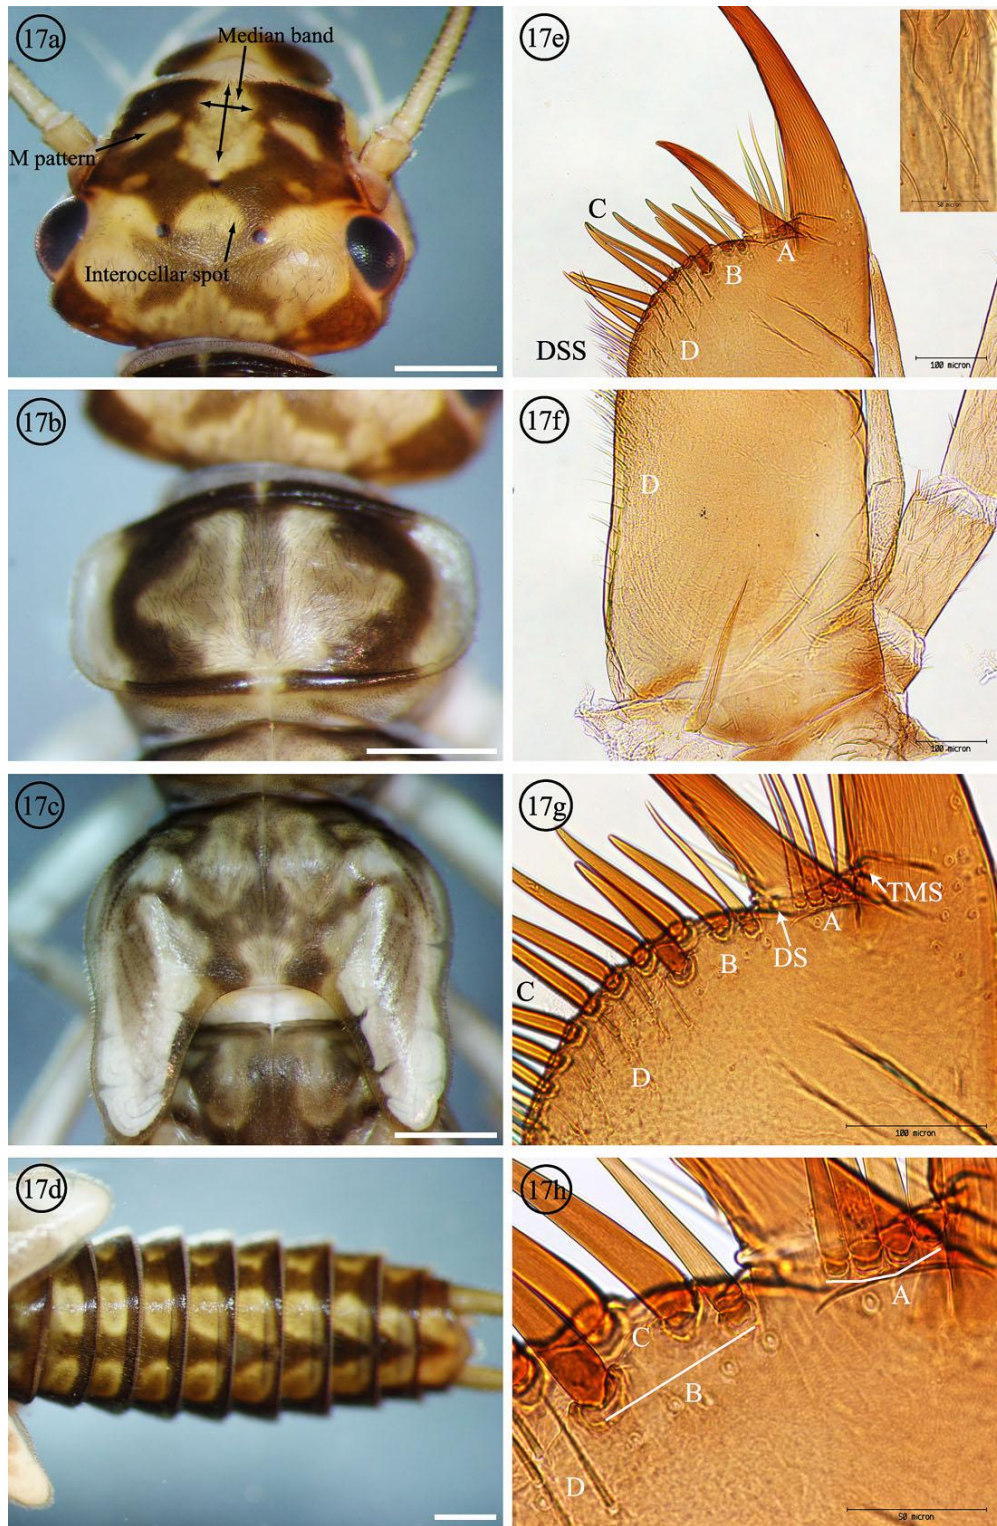 17a
Median band
M pattern
Interocellar spot
17b
17c
17d
17e
50 micron
C
B
A
DSS
D
100 micron
17f
D
100 micron
17g
TMS
A
DS
B
C
D
100 micron
17h
A
C
B
D
50 micron